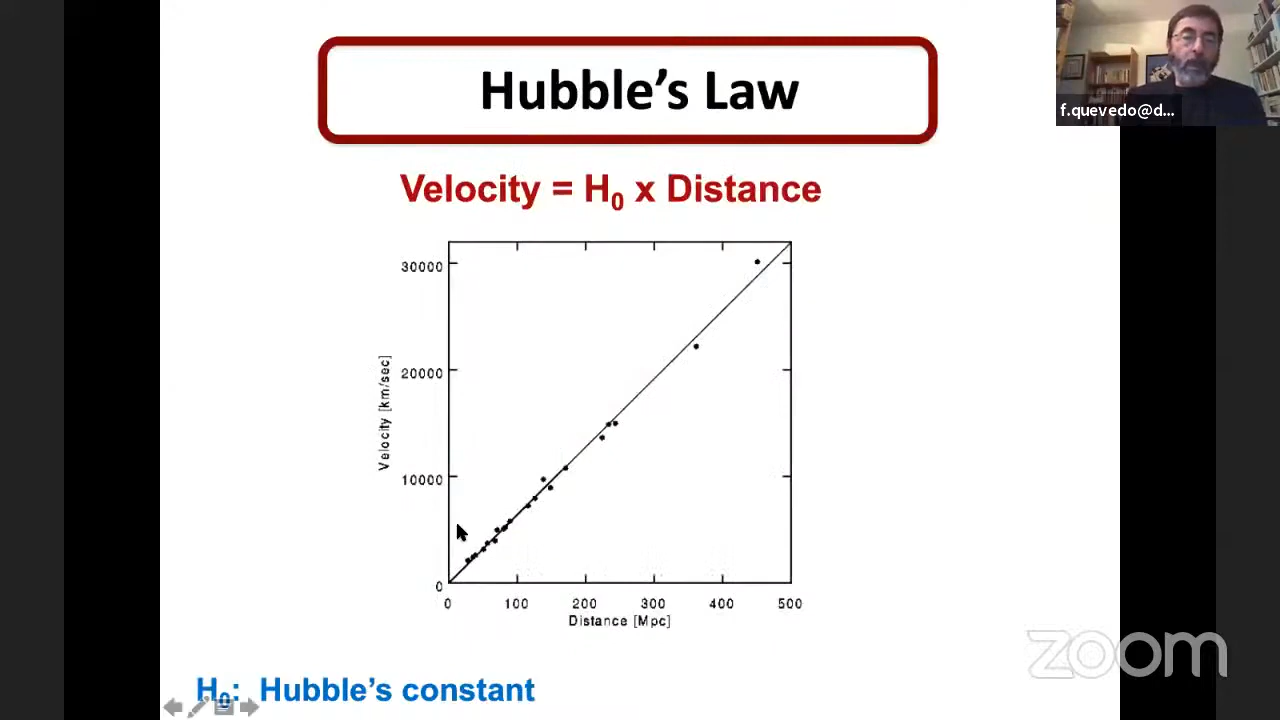 Hubble's Law
f.quevedo@d...
Velocity = H₀ x Distance
30000
20000
10000
0
Velocity [km/sec]
0 100 200 300 400 500
Distance [Mpc]
zoom
H₀: Hubble's constant